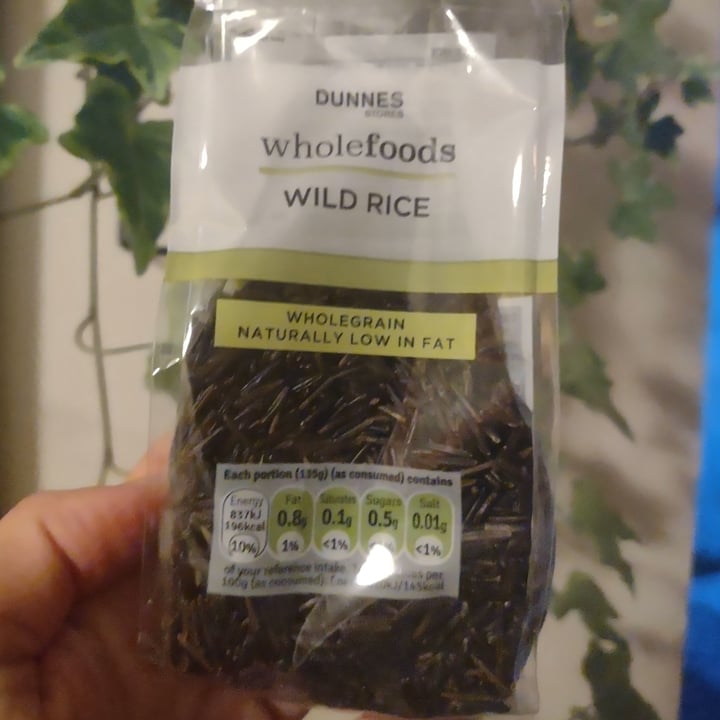 DUNNES
STORES
wholefoods
WILD RICE
WHOLEGRAIN
NATURALLY LOW IN FAT
Each portion (135g) (as consumed) contains
Energy Fat Saturates Sugars Salt
837kJ
196kcal 0.8g 0.1g 0.5g 0.01g
10% 1% <1% <1%
of your reference intake. per
100g (as consumed). /145kcal